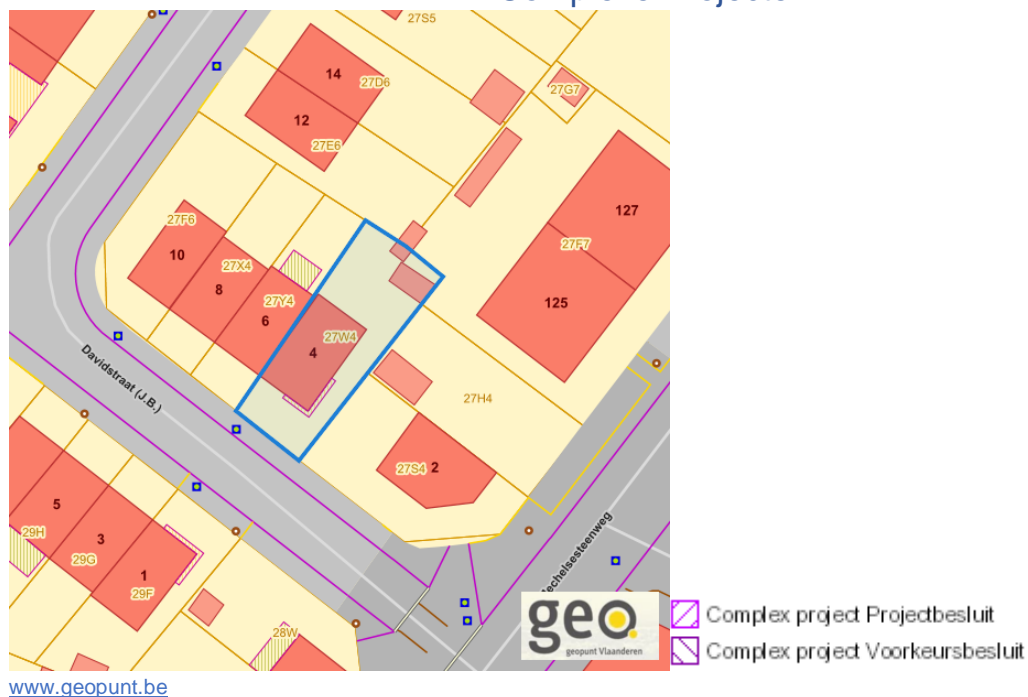 27S5
14
27D6
27G7
12
27E6
127
27F6
27F7
10
27X4
8
27Y4
6
125
27W4
4
Davidstraat (J.B.)
27H4
27S4 2
5
3
29H
29G
1
29F
28W
geo
geopunt Vlaanderen
Complex project Projectbesluit
Complex project Voorkeursbesluit
www.geopunt.be